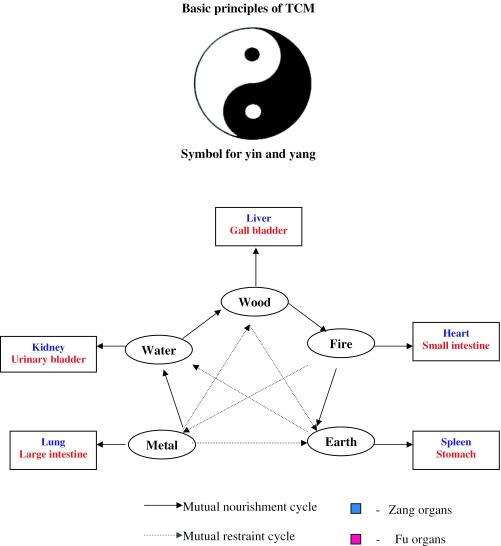 Basic principles of TCM
Symbol for yin and yang
Liver
Gall bladder
Wood
Kidney
Urinary bladder
Water
Fire
Heart
Small intestine
Lung
Large intestine
Metal
Earth
Spleen
Stomach
Mutual nourishment cycle
- Zang organs
Mutual restraint cycle
- Fu organs